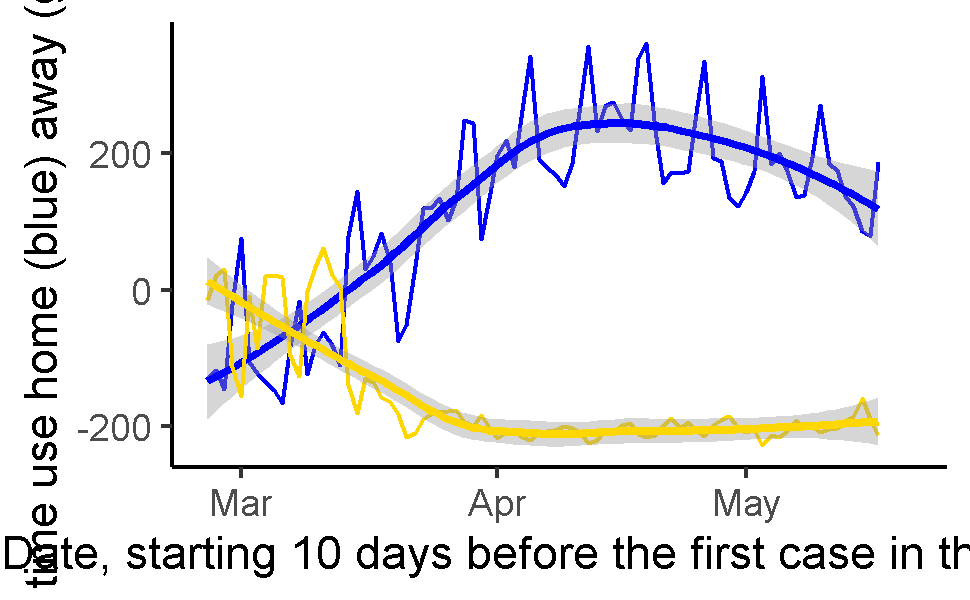 time use home (blue) away (
200
0
-200
Mar Apr May
Date, starting 10 days before the first case in th